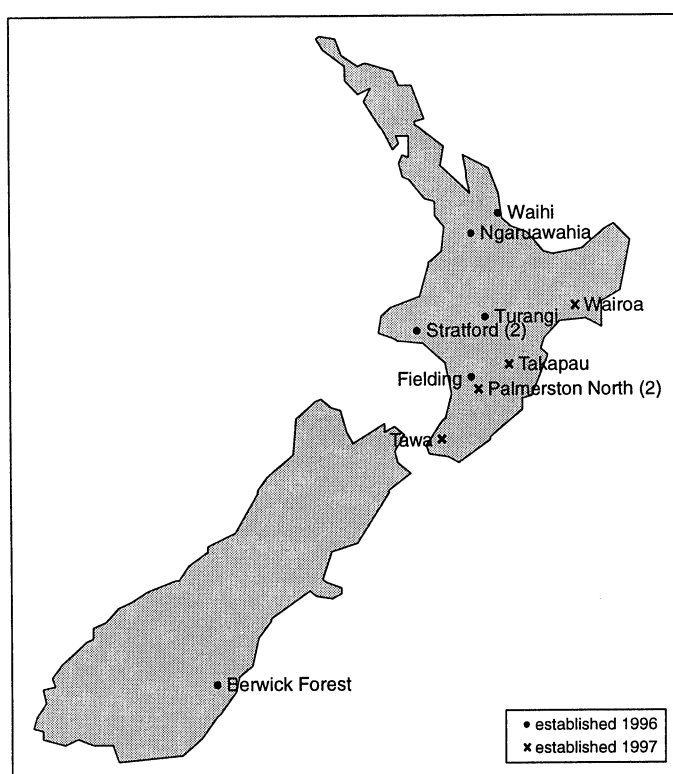 Waihi
Ngaruawahia
Wairoa
Turangi
Stratford (2)
Takapau
Fielding
Palmerston North (2)
Tawa
Berwick Forest
established 1996
established 1997